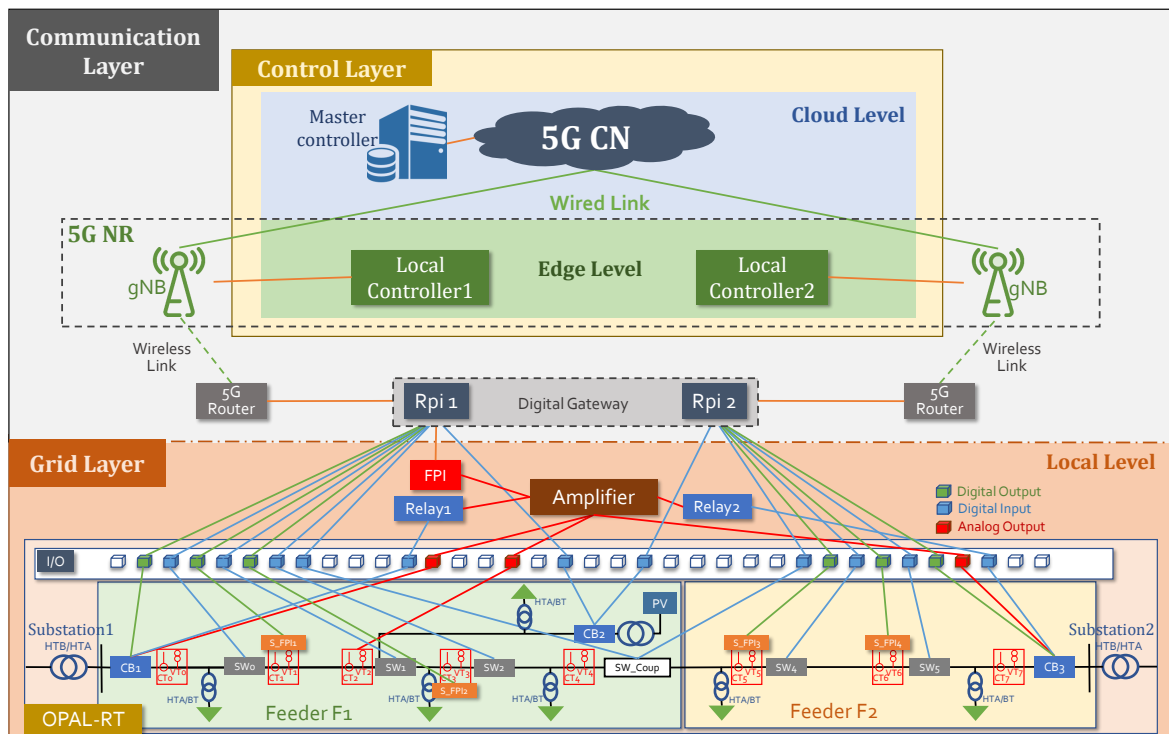 Communication
Layer
Control Layer
Master
controller
5G CN
Cloud Level
Wired Link
5G NR
gNB
Local
Controller1
Edge Level
Local
Controller2
gNB
Wireless
Link
Wireless
Link
5G
Router
Rpi 1
Digital Gateway
Rpi 2
5G
Router
Grid Layer
Local Level
FPI
Relay1
Amplifier
Relay2
Digital Output
Digital Input
Analog Output
I/O
Substation1
HTB/HTA
CB1
VT0
CT0
HTA/BT
SW0
S_FPI1
VT1
CT1
VT2
CT2
SW1
HTA/BT
VT3
CT3
S_FPI2
SW2
VT4
CT4
HTA/BT
HTA/BT
CB2
PV
SW_Coup
S_FPI3
VT5
CT5
HTA/BT
SW4
S_FPI4
VT6
CT6
SW5
HTA/BT
VT7
CT7
CB3
Substation2
HTB/HTA
OPAL-RT
Feeder F1
Feeder F2